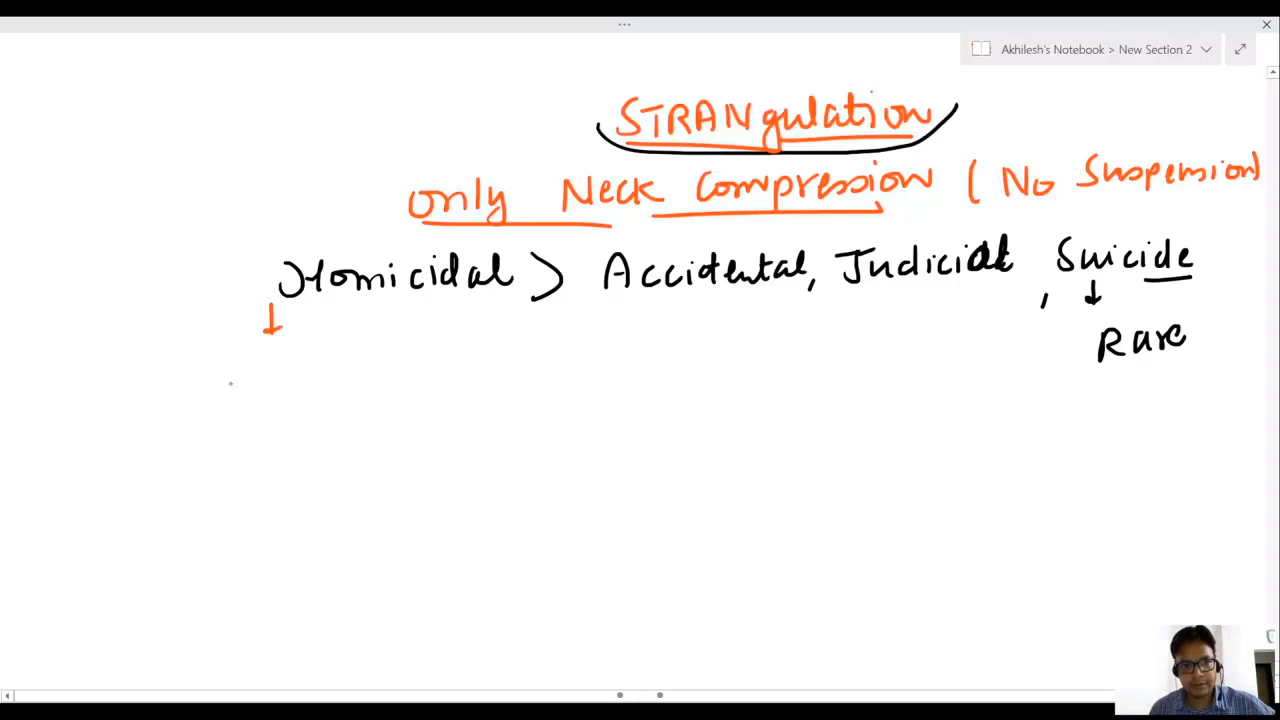 Akhilesh's Notebook > New Section 2
STRANgulation
only Neck compression (No Suspension)
Homicidal > Accidental, Judicial, Suicide
Rare